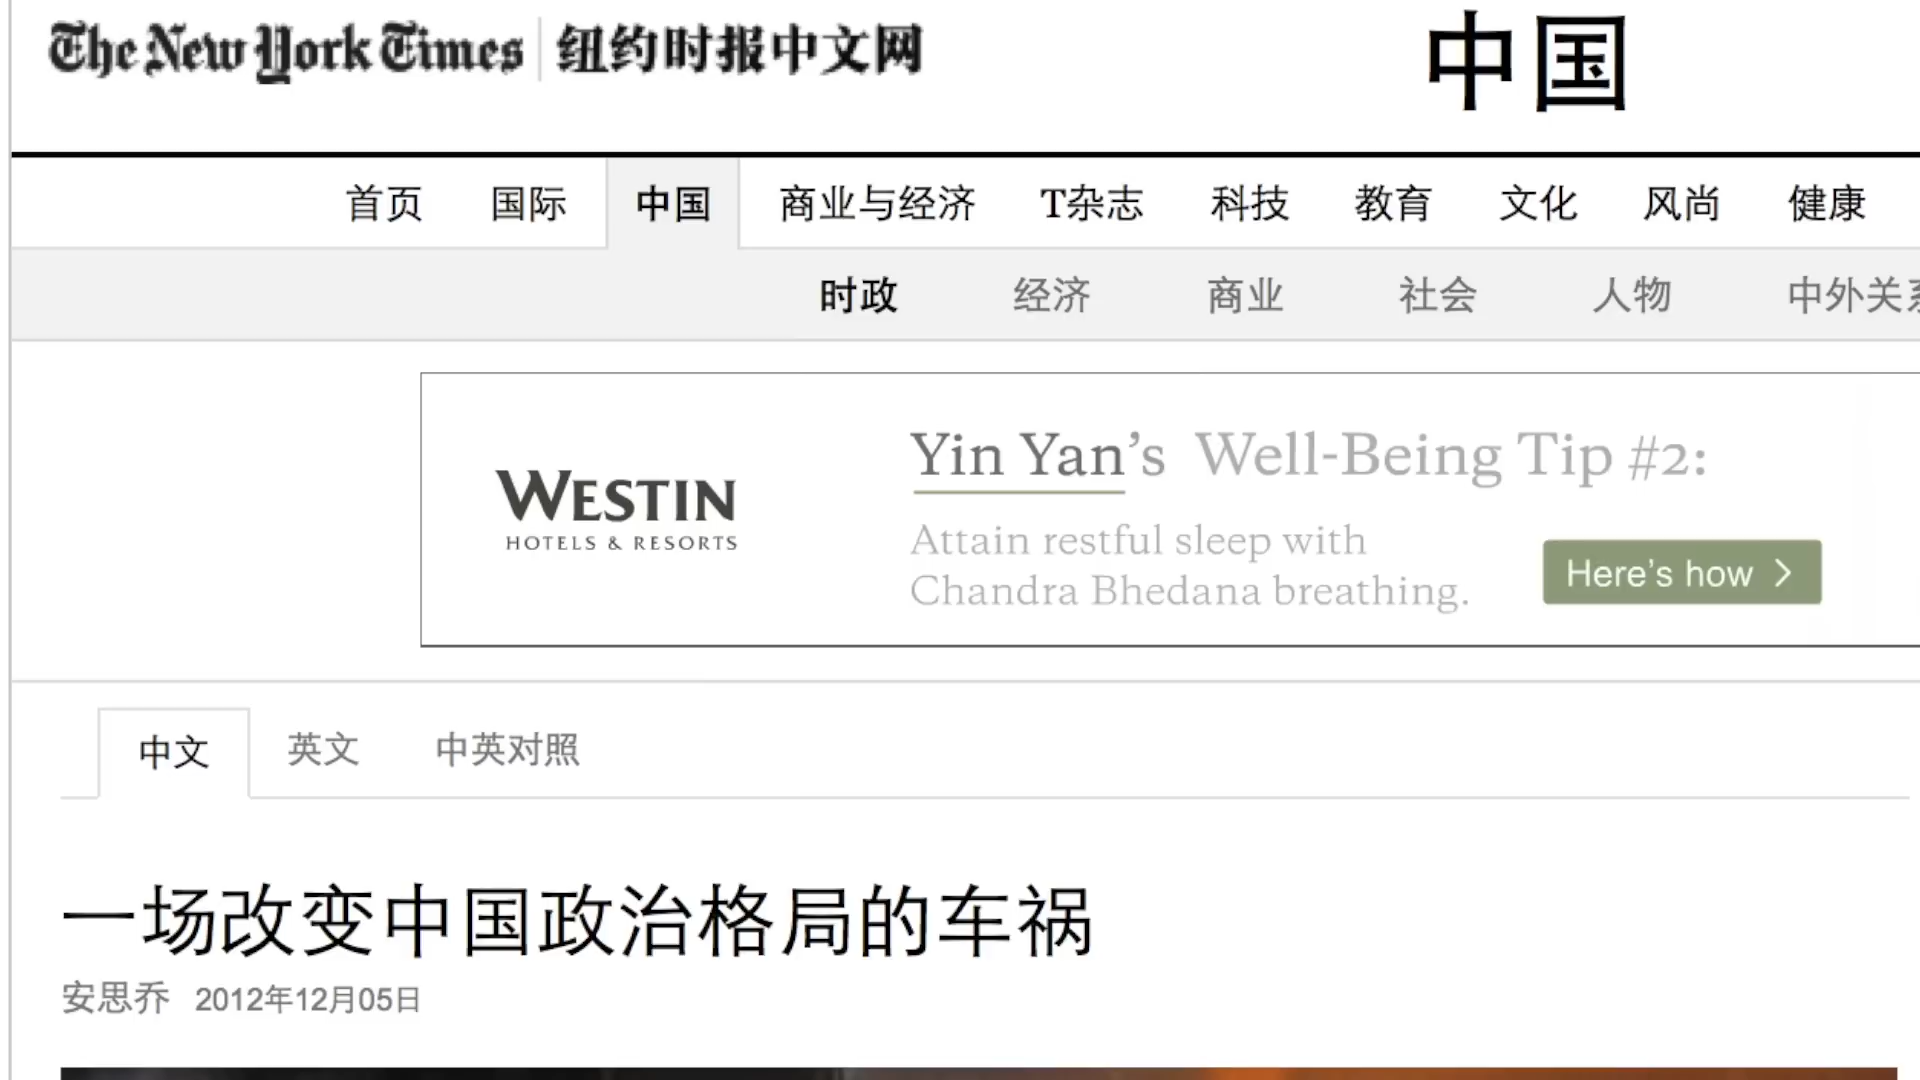 The New York Times 纽约时报中文网
中国
首页 国际 中国 商业与经济 T杂志 科技 教育 文化 风尚 健康
时政 经济 商业 社会 人物 中外关系
WESTIN
HOTELS & RESORTS
Yin Yan’s Well-Being Tip #2:
Attain restful sleep with
Chandra Bhedana breathing.
Here’s how >
中文 英文 中英对照
一场改变中国政治格局的车祸
安思乔 2012年12月05日